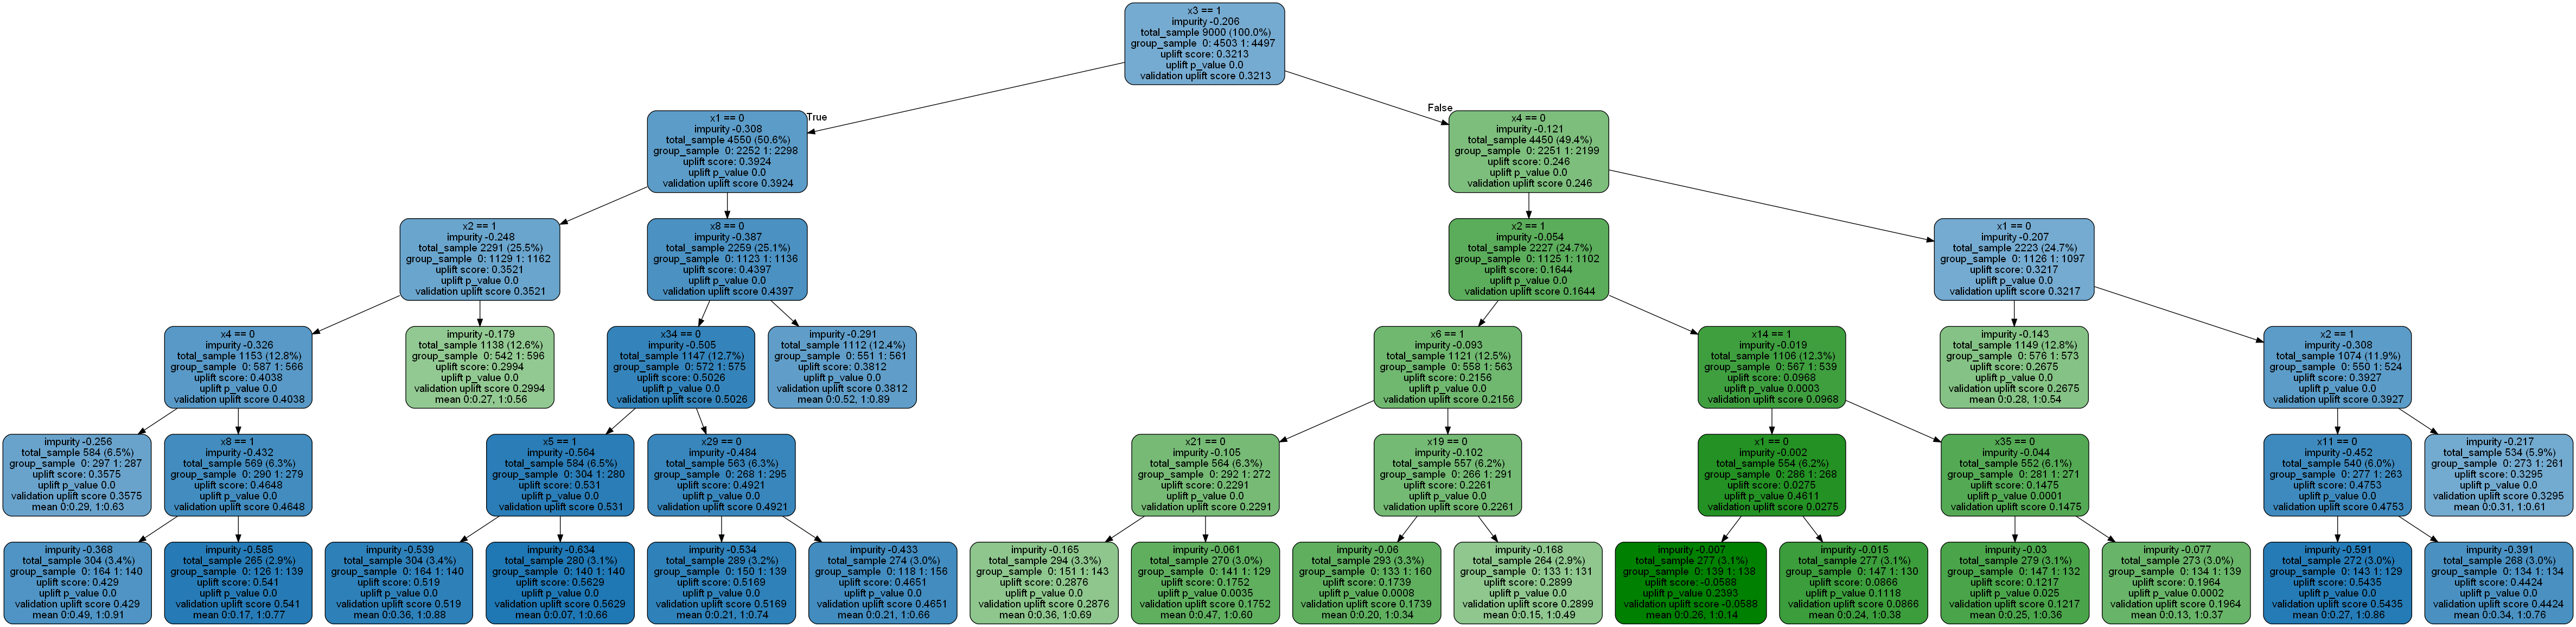 x3 == 1
impurity -0.206
total_sample 9000 (100.0%)
group_sample 0: 4503 1: 4497
uplift score: 0.3213
uplift p_value 0.0
validation uplift score 0.3213
True
False
x1 == 0
impurity -0.308
total_sample 4550 (50.6%)
group_sample 0: 2252 1: 2298
uplift score: 0.3924
uplift p_value 0.0
validation uplift score 0.3924
x4 == 0
impurity -0.121
total_sample 4450 (49.4%)
group_sample 0: 2251 1: 2199
uplift score: 0.246
uplift p_value 0.0
validation uplift score 0.246
x2 == 1
impurity -0.248
total_sample 2291 (25.5%)
group_sample 0: 1129 1: 1162
uplift score: 0.3521
uplift p_value 0.0
validation uplift score 0.3521
x8 == 0
impurity -0.387
total_sample 2259 (25.1%)
group_sample 0: 1123 1: 1136
uplift score: 0.4397
uplift p_value 0.0
validation uplift score 0.4397
x2 == 1
impurity -0.054
total_sample 2227 (24.7%)
group_sample 0: 1125 1: 1102
uplift score: 0.1644
uplift p_value 0.0
validation uplift score 0.1644
x1 == 0
impurity -0.207
total_sample 2223 (24.7%)
group_sample 0: 1126 1: 1097
uplift score: 0.3217
uplift p_value 0.0
validation uplift score 0.3217
x4 == 0
impurity -0.326
total_sample 1153 (12.8%)
group_sample 0: 587 1: 566
uplift score: 0.4038
uplift p_value 0.0
validation uplift score 0.4038
impurity -0.179
total_sample 1138 (12.6%)
group_sample 0: 542 1: 596
uplift score: 0.2994
uplift p_value 0.0
validation uplift score 0.2994
mean 0:0.27, 1:0.56
x34 == 0
impurity -0.505
total_sample 1147 (12.7%)
group_sample 0: 572 1: 575
uplift score: 0.5026
uplift p_value 0.0
validation uplift score 0.5026
impurity -0.291
total_sample 1112 (12.4%)
group_sample 0: 551 1: 561
uplift score: 0.3812
uplift p_value 0.0
validation uplift score 0.3812
mean 0:0.52, 1:0.89
x6 == 1
impurity -0.093
total_sample 1121 (12.5%)
group_sample 0: 558 1: 563
uplift score: 0.2156
uplift p_value 0.0
validation uplift score 0.2156
x14 == 1
impurity -0.019
total_sample 1106 (12.3%)
group_sample 0: 567 1: 539
uplift score: 0.0968
uplift p_value 0.0003
validation uplift score 0.0968
impurity -0.143
total_sample 1149 (12.8%)
group_sample 0: 576 1: 573
uplift score: 0.2675
uplift p_value 0.0
validation uplift score 0.2675
mean 0:0.28, 1:0.54
x2 == 1
impurity -0.308
total_sample 1074 (11.9%)
group_sample 0: 550 1: 524
uplift score: 0.3927
uplift p_value 0.0
validation uplift score 0.3927
impurity -0.256
total_sample 584 (6.5%)
group_sample 0: 297 1: 287
uplift score: 0.3575
uplift p_value 0.0
validation uplift score 0.3575
mean 0:0.29, 1:0.63
x8 == 1
impurity -0.432
total_sample 569 (6.3%)
group_sample 0: 290 1: 279
uplift score: 0.4648
uplift p_value 0.0
validation uplift score 0.4648
x5 == 1
impurity -0.564
total_sample 584 (6.5%)
group_sample 0: 304 1: 280
uplift score: 0.531
uplift p_value 0.0
validation uplift score 0.531
x29 == 0
impurity -0.484
total_sample 563 (6.3%)
group_sample 0: 268 1: 295
uplift score: 0.4921
uplift p_value 0.0
validation uplift score 0.4921
x21 == 0
impurity -0.105
total_sample 564 (6.3%)
group_sample 0: 292 1: 272
uplift score: 0.2291
uplift p_value 0.0
validation uplift score 0.2291
x19 == 0
impurity -0.102
total_sample 557 (6.2%)
group_sample 0: 266 1: 291
uplift score: 0.2261
uplift p_value 0.0
validation uplift score 0.2261
x1 == 0
impurity -0.002
total_sample 554 (6.2%)
group_sample 0: 286 1: 268
uplift score: 0.0275
uplift p_value 0.4611
validation uplift score 0.0275
x35 == 0
impurity -0.044
total_sample 552 (6.1%)
group_sample 0: 281 1: 271
uplift score: 0.1475
uplift p_value 0.0001
validation uplift score 0.1475
x11 == 0
impurity -0.452
total_sample 540 (6.0%)
group_sample 0: 277 1: 263
uplift score: 0.4753
uplift p_value 0.0
validation uplift score 0.4753
impurity -0.217
total_sample 534 (5.9%)
group_sample 0: 273 1: 261
uplift score: 0.3295
uplift p_value 0.0
validation uplift score 0.3295
mean 0:0.31, 1:0.61
impurity -0.368
total_sample 304 (3.4%)
group_sample 0: 164 1: 140
uplift score: 0.429
uplift p_value 0.0
validation uplift score 0.429
mean 0:0.49, 1:0.91
impurity -0.585
total_sample 265 (2.9%)
group_sample 0: 126 1: 139
uplift score: 0.541
uplift p_value 0.0
validation uplift score 0.541
mean 0:0.17, 1:0.77
impurity -0.539
total_sample 304 (3.4%)
group_sample 0: 164 1: 140
uplift score: 0.519
uplift p_value 0.0
validation uplift score 0.519
mean 0:0.36, 1:0.88
impurity -0.634
total_sample 280 (3.1%)
group_sample 0: 140 1: 140
uplift score: 0.5629
uplift p_value 0.0
validation uplift score 0.5629
mean 0:0.07, 1:0.66
impurity -0.534
total_sample 289 (3.2%)
group_sample 0: 150 1: 139
uplift score: 0.5169
uplift p_value 0.0
validation uplift score 0.5169
mean 0:0.21, 1:0.74
impurity -0.433
total_sample 274 (3.0%)
group_sample 0: 118 1: 156
uplift score: 0.4651
uplift p_value 0.0
validation uplift score 0.4651
mean 0:0.21, 1:0.66
impurity -0.165
total_sample 294 (3.3%)
group_sample 0: 151 1: 143
uplift score: 0.2876
uplift p_value 0.0
validation uplift score 0.2876
mean 0:0.36, 1:0.69
impurity -0.061
total_sample 270 (3.0%)
group_sample 0: 141 1: 129
uplift score: 0.1752
uplift p_value 0.0035
validation uplift score 0.1752
mean 0:0.47, 1:0.60
impurity -0.06
total_sample 293 (3.3%)
group_sample 0: 133 1: 160
uplift score: 0.1739
uplift p_value 0.0008
validation uplift score 0.1739
mean 0:0.20, 1:0.34
impurity -0.168
total_sample 264 (2.9%)
group_sample 0: 133 1: 131
uplift score: 0.2899
uplift p_value 0.0
validation uplift score 0.2899
mean 0:0.15, 1:0.49
impurity -0.007
total_sample 277 (3.1%)
group_sample 0: 139 1: 138
uplift score: -0.0588
uplift p_value 0.2393
validation uplift score -0.0588
mean 0:0.26, 1:0.14
impurity -0.015
total_sample 277 (3.1%)
group_sample 0: 147 1: 130
uplift score: 0.0866
uplift p_value 0.1118
validation uplift score 0.0866
mean 0:0.24, 1:0.38
impurity -0.03
total_sample 279 (3.1%)
group_sample 0: 147 1: 132
uplift score: 0.1217
uplift p_value 0.025
validation uplift score 0.1217
mean 0:0.25, 1:0.36
impurity -0.077
total_sample 273 (3.0%)
group_sample 0: 134 1: 139
uplift score: 0.1964
uplift p_value 0.0002
validation uplift score 0.1964
mean 0:0.13, 1:0.37
impurity -0.591
total_sample 272 (3.0%)
group_sample 0: 143 1: 129
uplift score: 0.5435
uplift p_value 0.0
validation uplift score 0.5435
mean 0:0.27, 1:0.86
impurity -0.391
total_sample 268 (3.0%)
group_sample 0: 134 1: 134
uplift score: 0.4424
uplift p_value 0.0
validation uplift score 0.4424
mean 0:0.34, 1:0.76